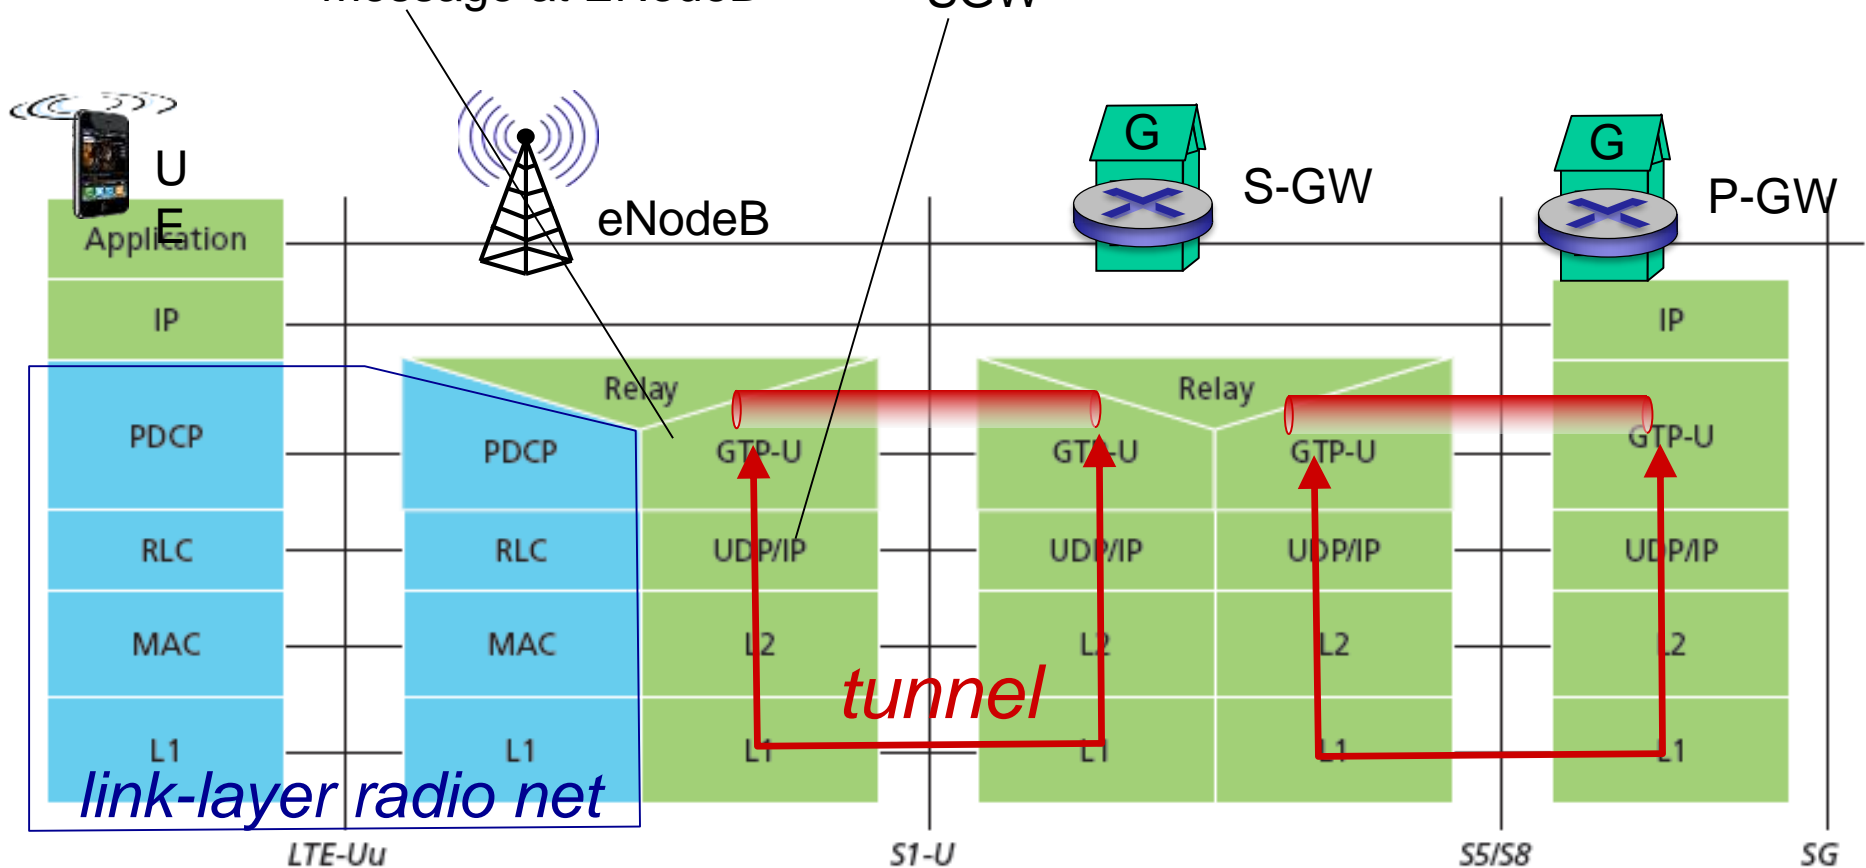 message at ENodeB
SGW
U
E
eNodeB
G
S-GW
G
P-GW
Application
IP
IP
Relay
Relay
PDCP
PDCP
GTP-U
GTP-U
GTP-U
GTP-U
RLC
RLC
UDP/IP
UDP/IP
UDP/IP
UDP/IP
MAC
MAC
L2
L2
L2
L2
tunnel
L1
L1
L1
L1
L1
L1
link-layer radio net
LTE-Uu
S1-U
S5/S8
SG